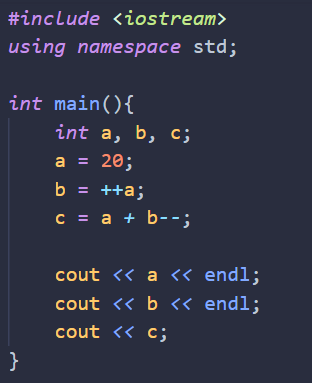 #include <iostream>
using namespace std;

int main(){
    int a, b, c;
    a = 20;
    b = ++a;
    c = a + b--;

    cout << a << endl;
    cout << b << endl;
    cout << c;
}